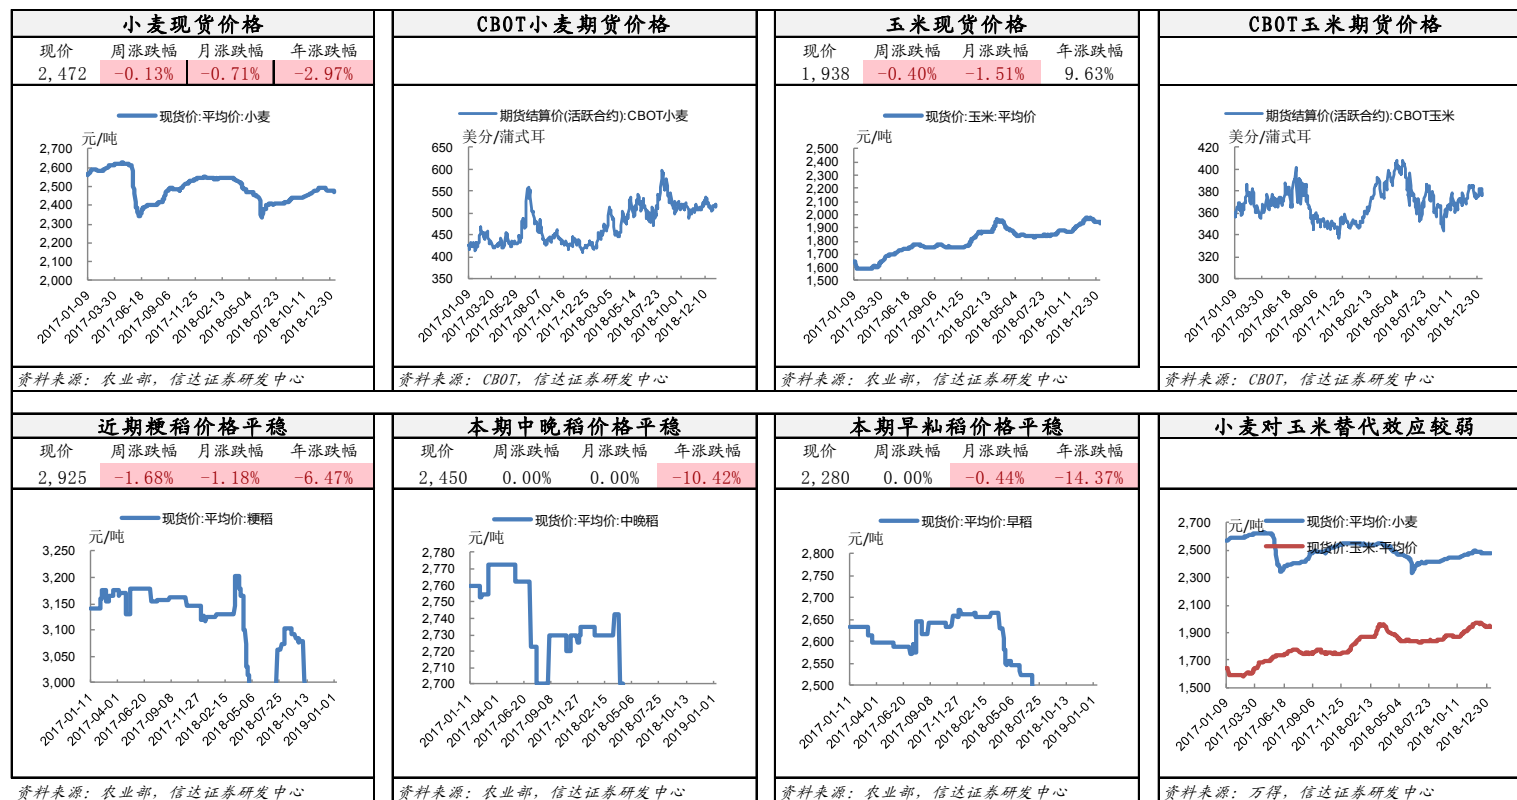 小麦现货价格
现价 周涨跌幅 月涨跌幅 年涨跌幅
2,472 -0.13% -0.71% -2.97%
现货价:平均价:小麦
元/吨
2,700
2,600
2,500
2,400
2,300
2,200
2,100
2,000
2017-01-09 2017-03-30 2017-06-18 2017-09-06 2017-11-25 2018-02-13 2018-05-04 2018-07-23 2018-10-11 2018-12-30
资料来源: 农业部, 信达证券研发中心
CBOT小麦期货价格
期货结算价(活跃合约):CBOT小麦
美分/蒲式耳
650
600
550
500
450
400
350
2017-01-09 2017-03-20 2017-05-29 2017-08-07 2017-10-16 2017-12-25 2018-03-05 2018-05-14 2018-07-23 2018-10-01 2018-12-10
资料来源: CBOT, 信达证券研发中心
玉米现货价格
现价 周涨跌幅 月涨跌幅 年涨跌幅
1,938 -0.40% -1.51% 9.63%
现货价:玉米:平均价
元/吨
2,500
2,400
2,300
2,200
2,100
2,000
1,900
1,800
1,700
1,600
1,500
2017-01-09 2017-03-30 2017-06-18 2017-09-06 2017-11-25 2018-02-13 2018-05-04 2018-07-23 2018-10-11 2018-12-30
资料来源: 农业部, 信达证券研发中心
CBOT玉米期货价格
期货结算价(活跃合约):CBOT玉米
美分/蒲式耳
420
400
380
360
340
320
300
2017-01-09 2017-03-30 2017-06-18 2017-09-06 2017-11-25 2018-02-13 2018-05-04 2018-07-23 2018-10-11 2018-12-30
资料来源: CBOT, 信达证券研发中心
近期粳稻价格平稳
现价 周涨跌幅 月涨跌幅 年涨跌幅
2,925 -1.68% -1.18% -6.47%
现货价:平均价:粳稻
元/吨
3,250
3,200
3,150
3,100
3,050
3,000
2017-01-11 2017-04-01 2017-06-20 2017-09-08 2017-11-27 2018-02-15 2018-05-06 2018-07-25 2018-10-13 2019-01-01
资料来源: 农业部, 信达证券研发中心
本期中晚稻价格平稳
现价 周涨跌幅 月涨跌幅 年涨跌幅
2,450 0.00% 0.00% -10.42%
现货价:平均价:中晚稻
元/吨
2,780
2,770
2,760
2,750
2,740
2,730
2,720
2,710
2,700
2017-01-11 2017-04-01 2017-06-20 2017-09-08 2017-11-27 2018-02-15 2018-05-06 2018-07-25 2018-10-13 2019-01-01
资料来源: 农业部, 信达证券研发中心
本期早籼稻价格平稳
现价 周涨跌幅 月涨跌幅 年涨跌幅
2,280 0.00% -0.44% -14.37%
现货价:平均价:早稻
元/吨
2,800
2,750
2,700
2,650
2,600
2,550
2,500
2017-01-11 2017-04-01 2017-06-20 2017-09-08 2017-11-27 2018-02-15 2018-05-06 2018-07-25 2018-10-13 2019-01-01
资料来源: 农业部, 信达证券研发中心
小麦对玉米替代效应较弱
元/吨
现货价:平均价:小麦
现货价:玉米:平均价
2,700
2,500
2,300
2,100
1,900
1,700
1,500
2017-01-09 2017-03-30 2017-06-18 2017-09-06 2017-11-25 2018-02-13 2018-05-04 2018-07-23 2018-10-11 2018-12-30
资料来源: 万得, 信达证券研发中心